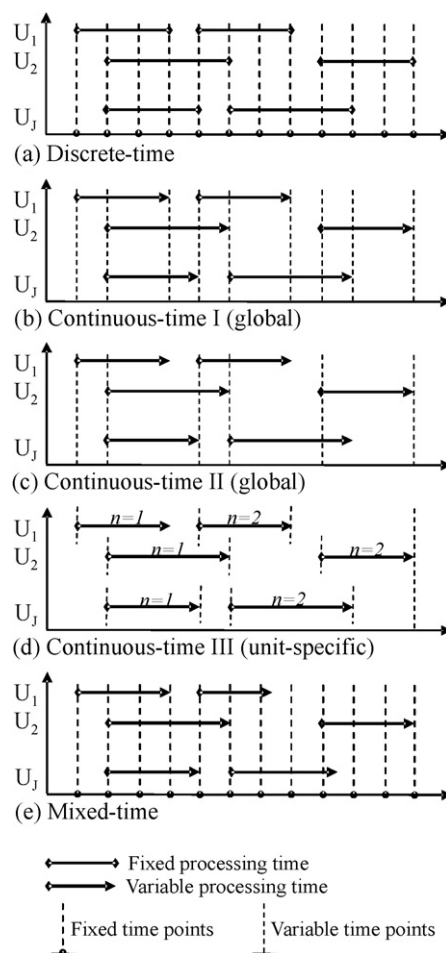 U1
U2
UJ
(a) Discrete-time
U1
U2
UJ
(b) Continuous-time I (global)
U1
U2
UJ
(c) Continuous-time II (global)
U1 n=1 n=2
U2 n=1 n=2
UJ n=1 n=2
(d) Continuous-time III (unit-specific)
U1
U2
UJ
(e) Mixed-time
Fixed processing time
Variable processing time
Fixed time points Variable time points